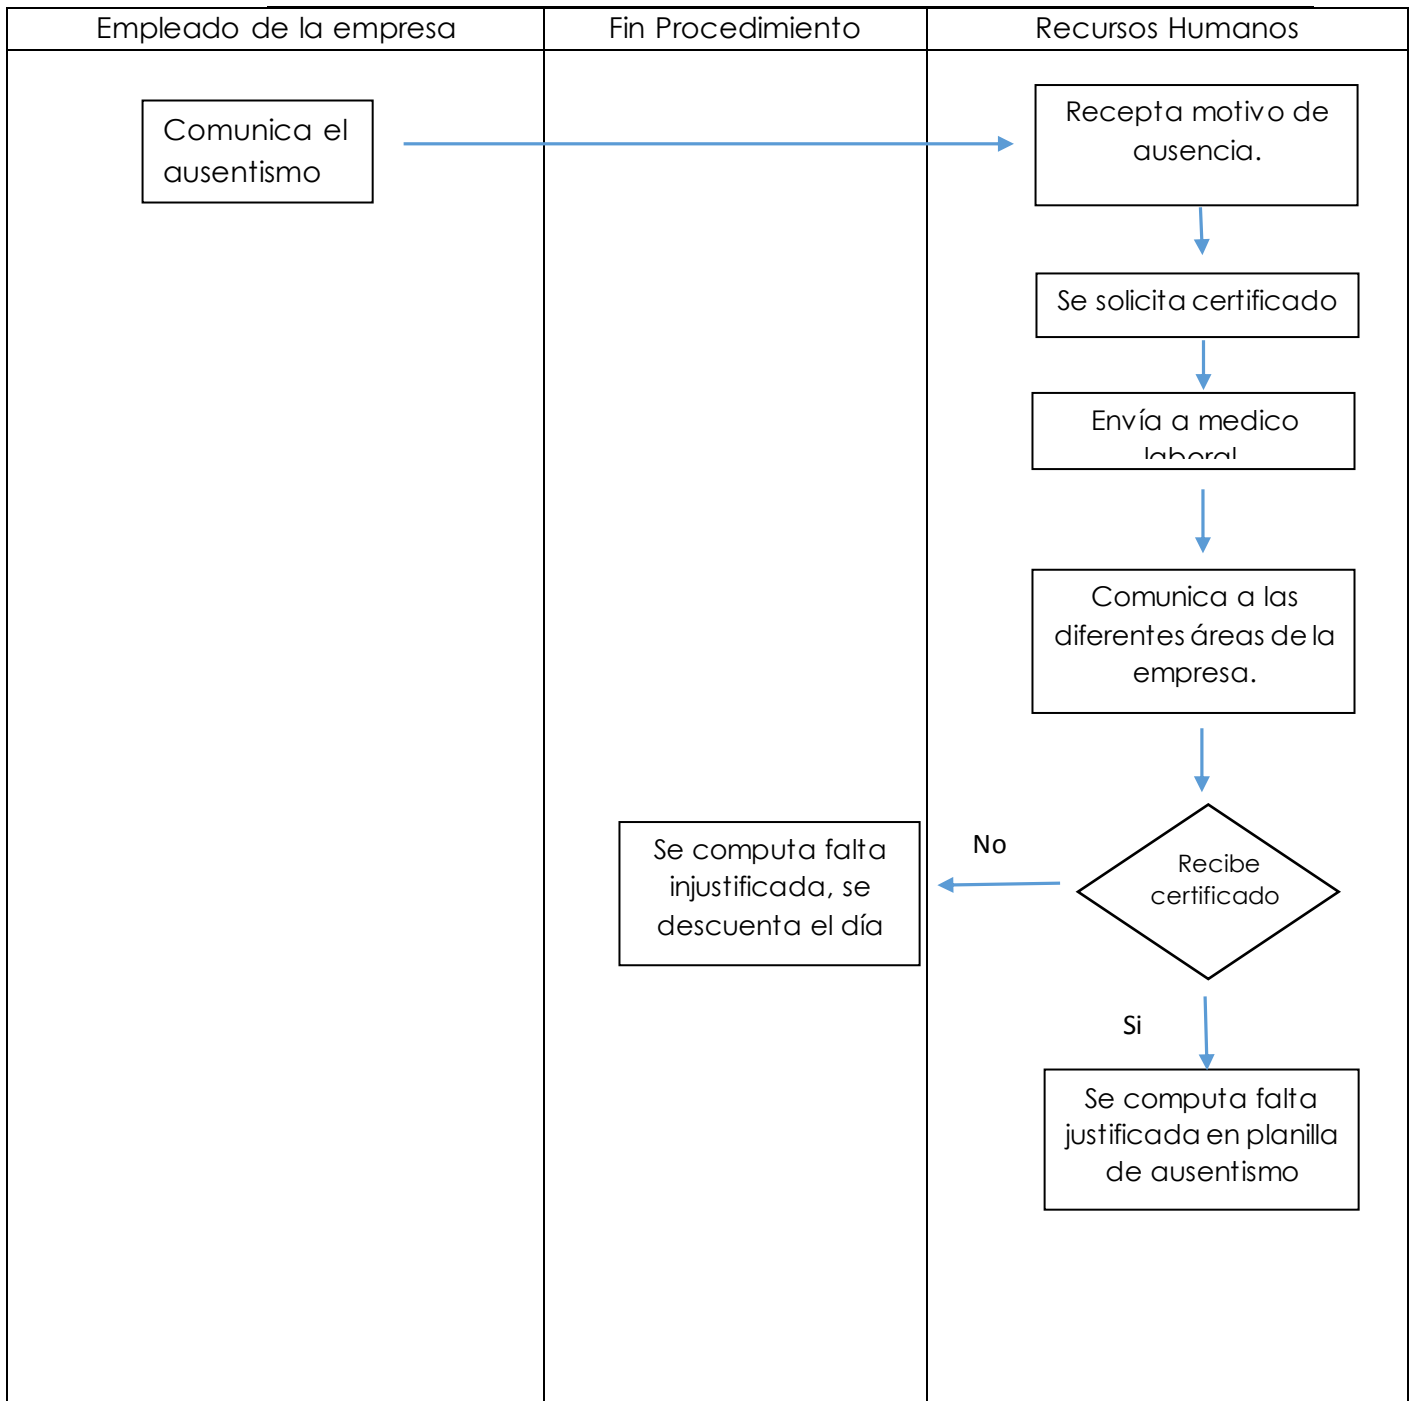 Empleado de la empresa
Fin Procedimiento
Recursos Humanos
Comunica el
ausentismo
Recepta motivo de
ausencia.
Se solicita certificado
Envía a medico
laboral
Comunica a las
diferentes áreas de la
empresa.
Recibe
certificado
No
Se computa falta
injustificada, se
descuenta el día
Si
Se computa falta
justificada en planilla
de ausentismo